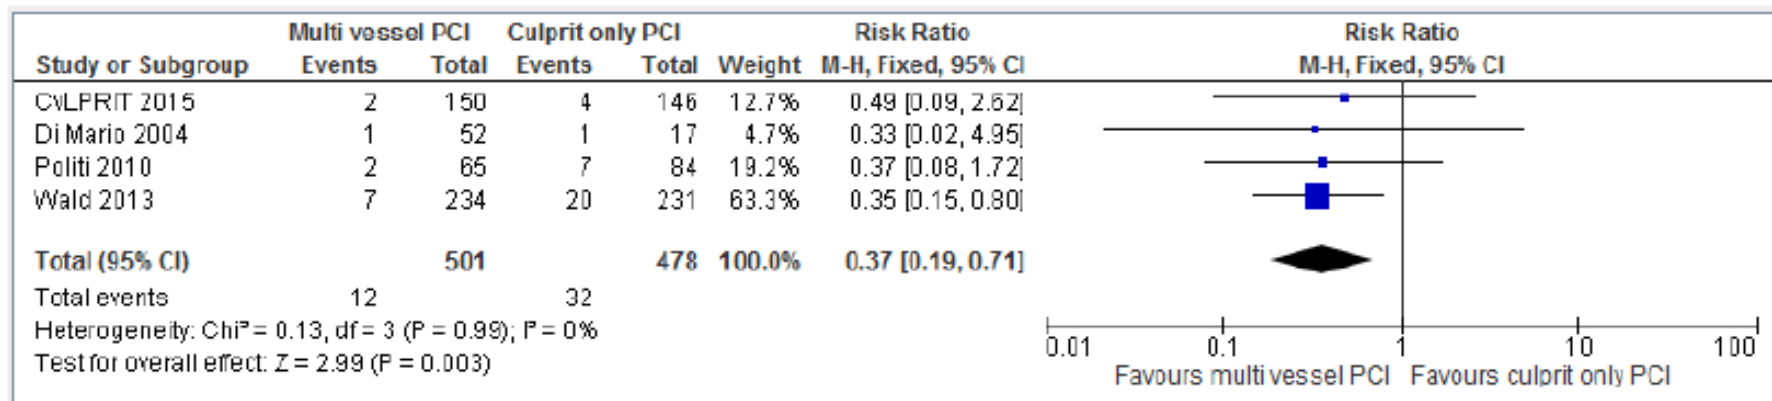 Multi vessel PCI Culprit only PCI Risk Ratio Risk Ratio
Study or Subgroup Events Total Events Total Weight M-H, Fixed, 95% CI M-H, Fixed, 95% CI
CvLPRIT 2015 2 150 4 146 12.7% 0.49 [0.09, 2.62]
Di Mario 2004 1 52 1 17 4.7% 0.33 [0.02, 4.95]
Politi 2010 2 65 7 84 19.2% 0.37 [0.08, 1.72]
Wald 2013 7 234 20 231 63.3% 0.35 [0.15, 0.80]
Total (95% CI) 501 478 100.0% 0.37 [0.19, 0.71]
Total events 12 32
Heterogeneity: Chi² = 0.13, df = 3 (P = 0.99); I² = 0%
Test for overall effect: Z = 2.99 (P = 0.003)
0.01 0.1 1 10 100
Favours multi vessel PCI Favours culprit only PCI